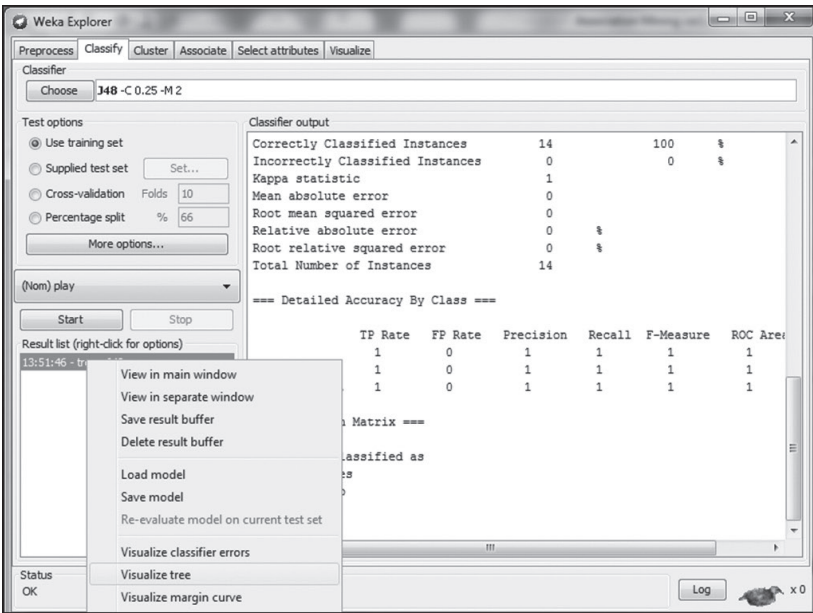 Weka Explorer
Preprocess Classify Cluster Associate Select attributes Visualize
Classifier
Choose J48 -C 0.25 -M 2
Test options
Use training set
Supplied test set Set...
Cross-validation Folds 10
Percentage split % 66
More options...
(Nom) play
Start Stop
Result list (right-click for options)
13:51:46 -
View in main window
View in separate window
Save result buffer
Delete result buffer
Load model
Save model
Re-evaluate model on current test set
Visualize classifier errors
Visualize tree
Visualize margin curve
Classifier output
Correctly Classified Instances 14 100 %
Incorrectly Classified Instances 0 0 %
Kappa statistic 1
Mean absolute error 0
Root mean squared error 0
Relative absolute error 0 %
Root relative squared error 0 %
Total Number of Instances 14
=== Detailed Accuracy By Class ===
TP Rate FP Rate Precision Recall F-Measure ROC Area
1 0 1 1 1 1
1 0 1 1 1 1
1 0 1 1 1 1
Matrix ===
assified as
Status
OK
Log
x 0